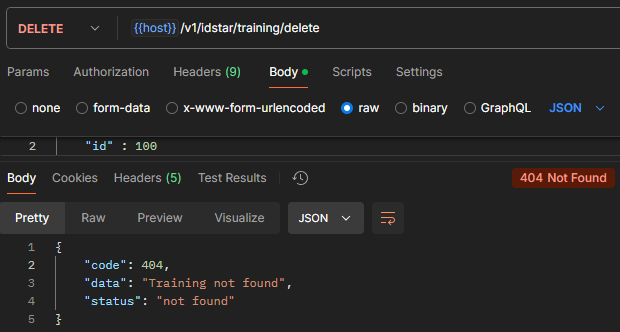 DELETE {{host}} /v1/idstar/training/delete
Params Authorization Headers (9) Body Scripts Settings
none form-data x-www-form-urlencoded raw binary GraphQL JSON
2 "id" : 100
Body Cookies Headers (5) Test Results 404 Not Found
Pretty Raw Preview Visualize JSON
1 {
2 "code": 404,
3 "data": "Training not found",
4 "status": "not found"
5 }